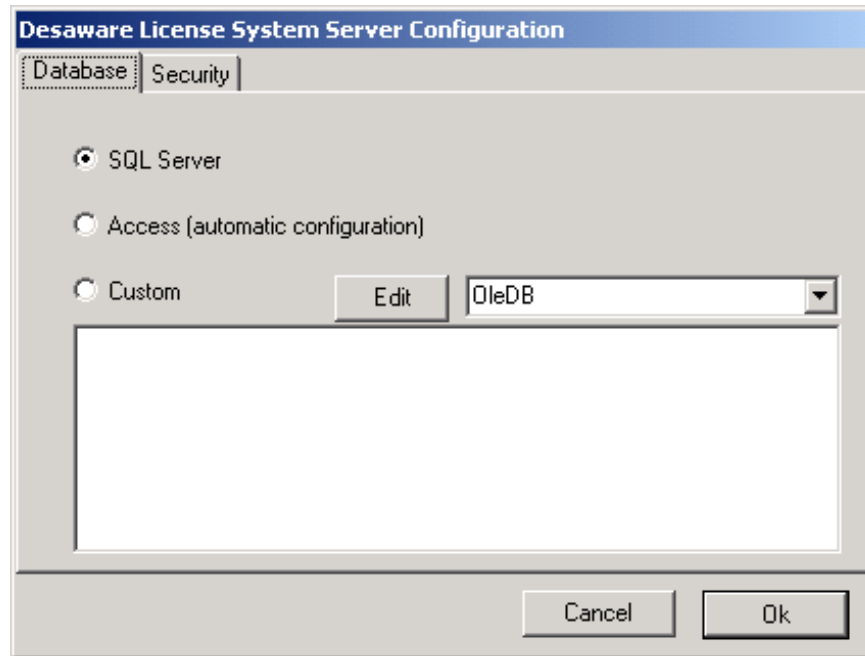 Desaware License System Server Configuration
Database Security
SQL Server
Access (automatic configuration)
Custom Edit OleDB
Cancel Ok